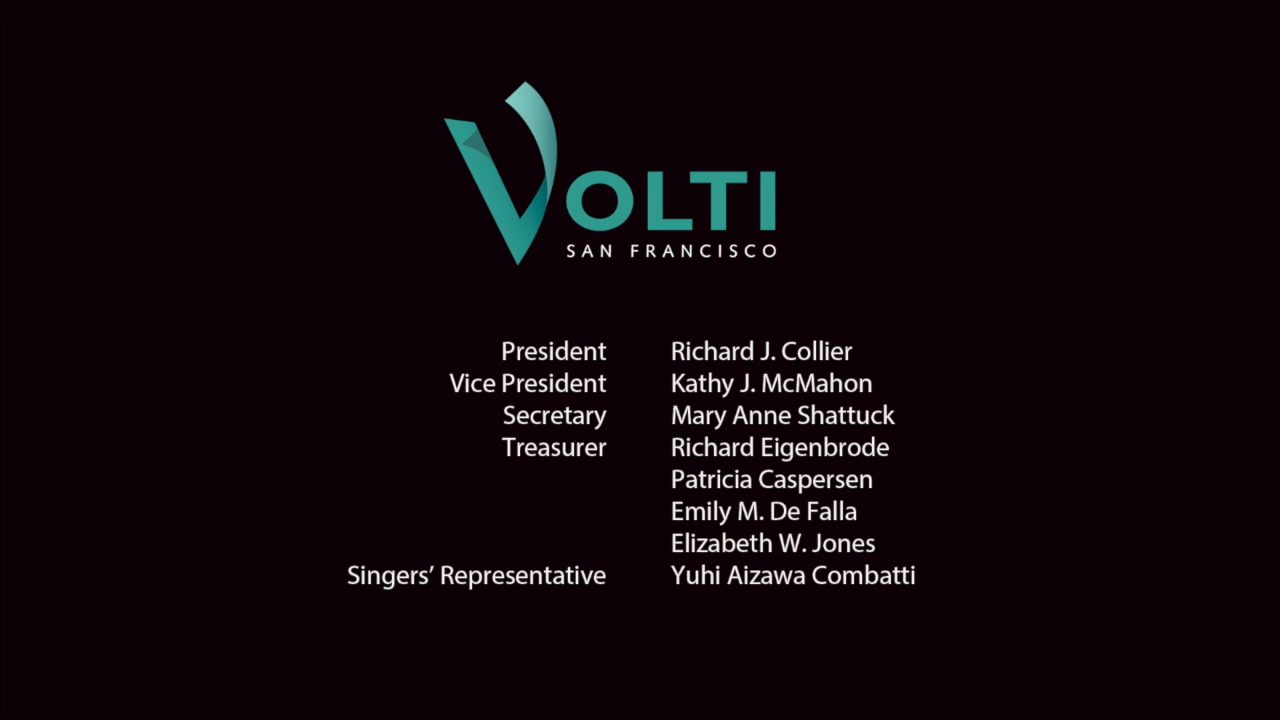 VOLTI
SAN FRANCISCO
President Richard J. Collier
Vice President Kathy J. McMahon
Secretary Mary Anne Shattuck
Treasurer Richard Eigenbrode
Patricia Caspersen
Emily M. De Falla
Elizabeth W. Jones
Singers’ Representative Yuhi Aizawa Combatti